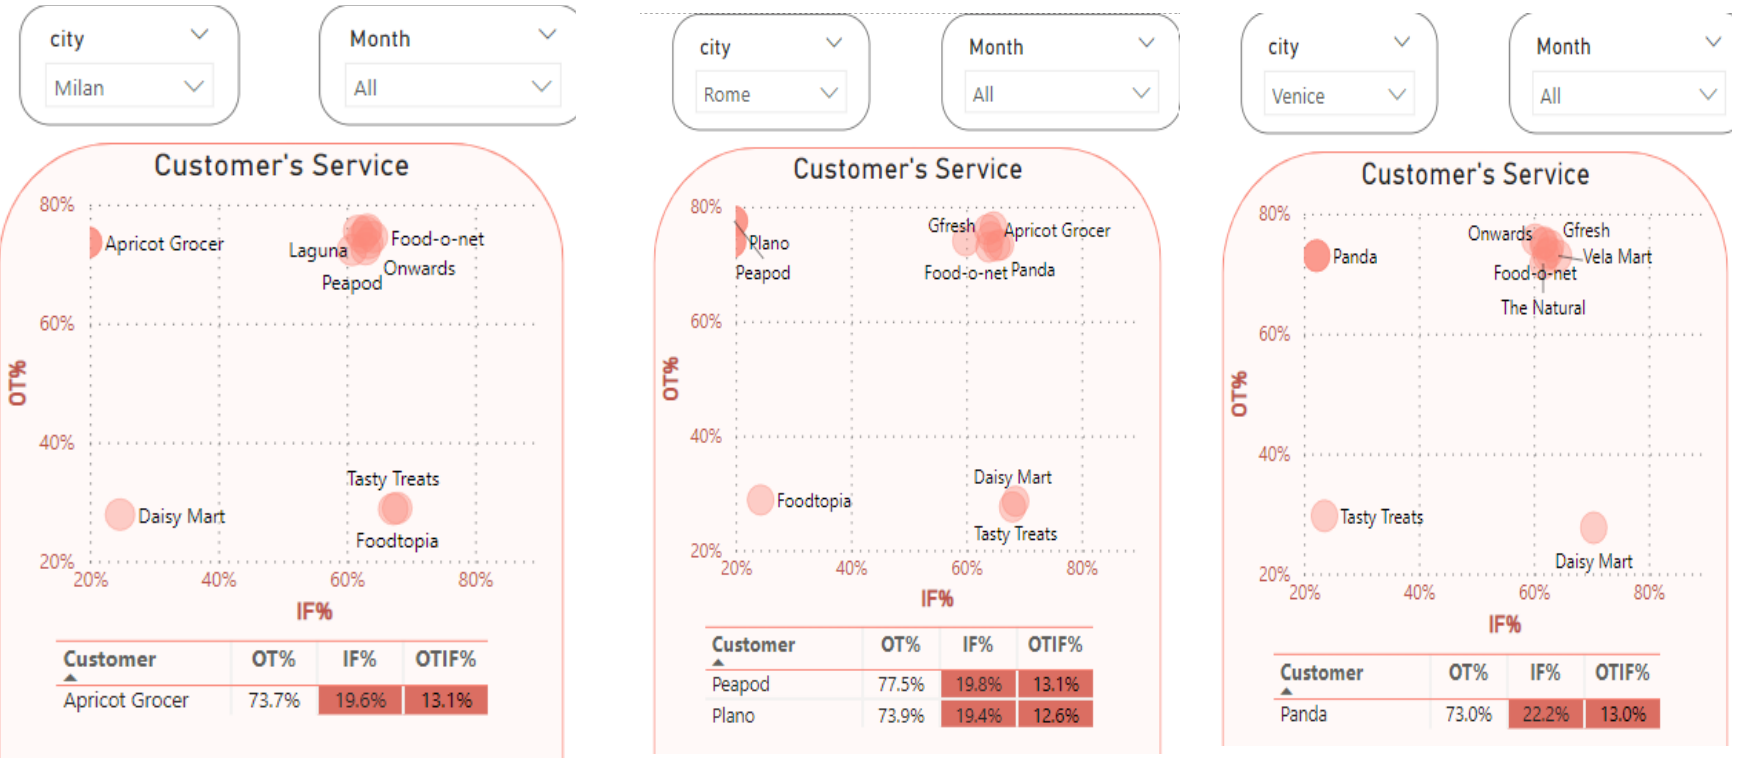 city
Month
Milan
All
Customer's Service
80%
60%
40%
20%
OT%
Apricot Grocer
Laguna
Food-o-net
Onwards
Peapod
Tasty Treats
Daisy Mart
Foodtopia
20%
40%
60%
80%
IF%
Customer OT% IF% OTIF%
Apricot Grocer 73.7% 19.6% 13.1%
city
Month
Rome
All
Customer's Service
80%
60%
40%
20%
OT%
Gfresh
Apricot Grocer
Plano
Peapod
Food-o-net
Panda
Daisy Mart
Foodtopia
Tasty Treats
20%
40%
60%
80%
IF%
Customer OT% IF% OTIF%
Peapod 77.5% 19.8% 13.1%
Plano 73.9% 19.4% 12.6%
city
Month
Venice
All
Customer's Service
80%
60%
40%
20%
OT%
Onwards
Gfresh
Panda
Vela Mart
Food-o-net
The Natural
Tasty Treats
Daisy Mart
20%
40%
60%
80%
IF%
Customer OT% IF% OTIF%
Panda 73.0% 22.2% 13.0%